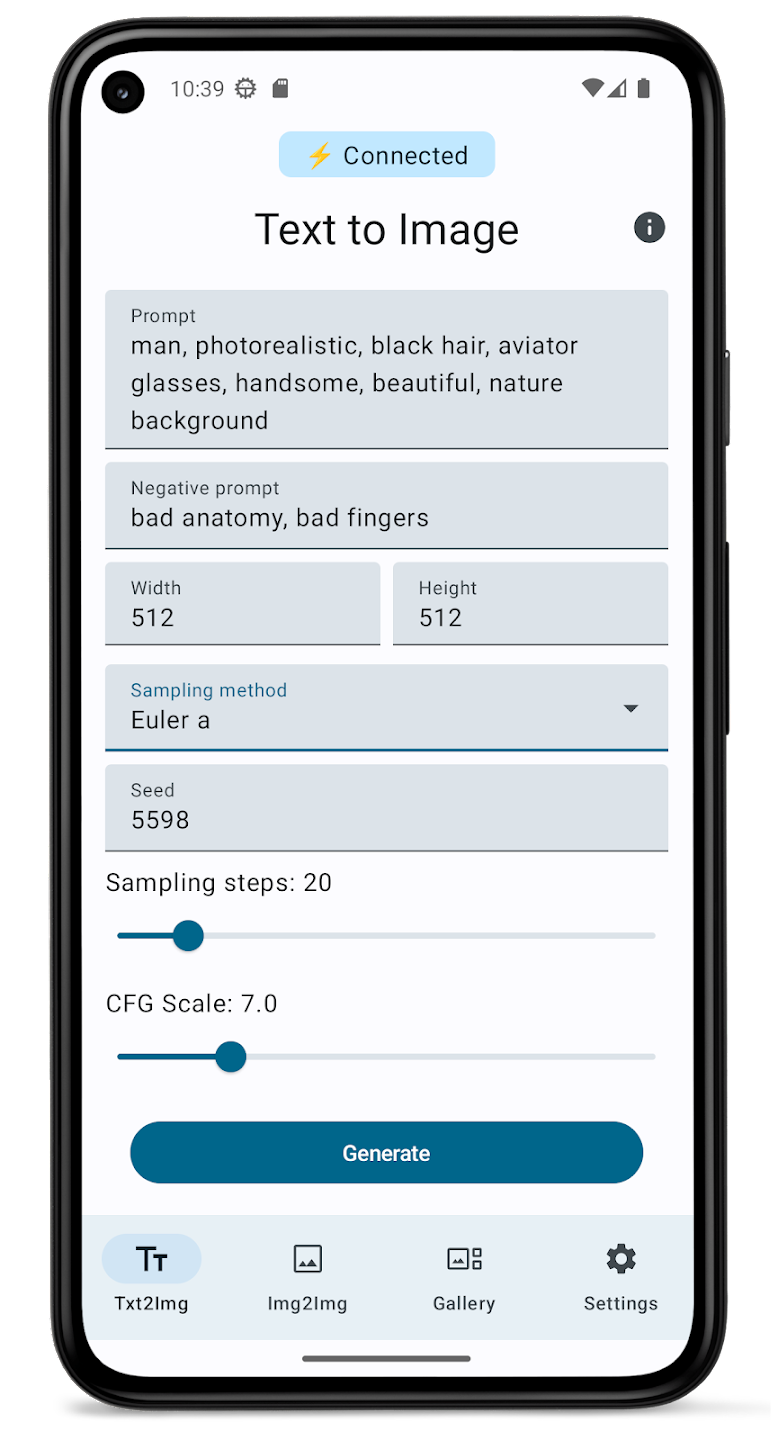 10:39
⚡ Connected
Text to Image
Prompt
man, photorealistic, black hair, aviator
glasses, handsome, beautiful, nature
background
Negative prompt
bad anatomy, bad fingers
Width
512
Height
512
Sampling method
Euler a
Seed
5598
Sampling steps: 20
CFG Scale: 7.0
Generate
Txt2Img
Img2Img
Gallery
Settings